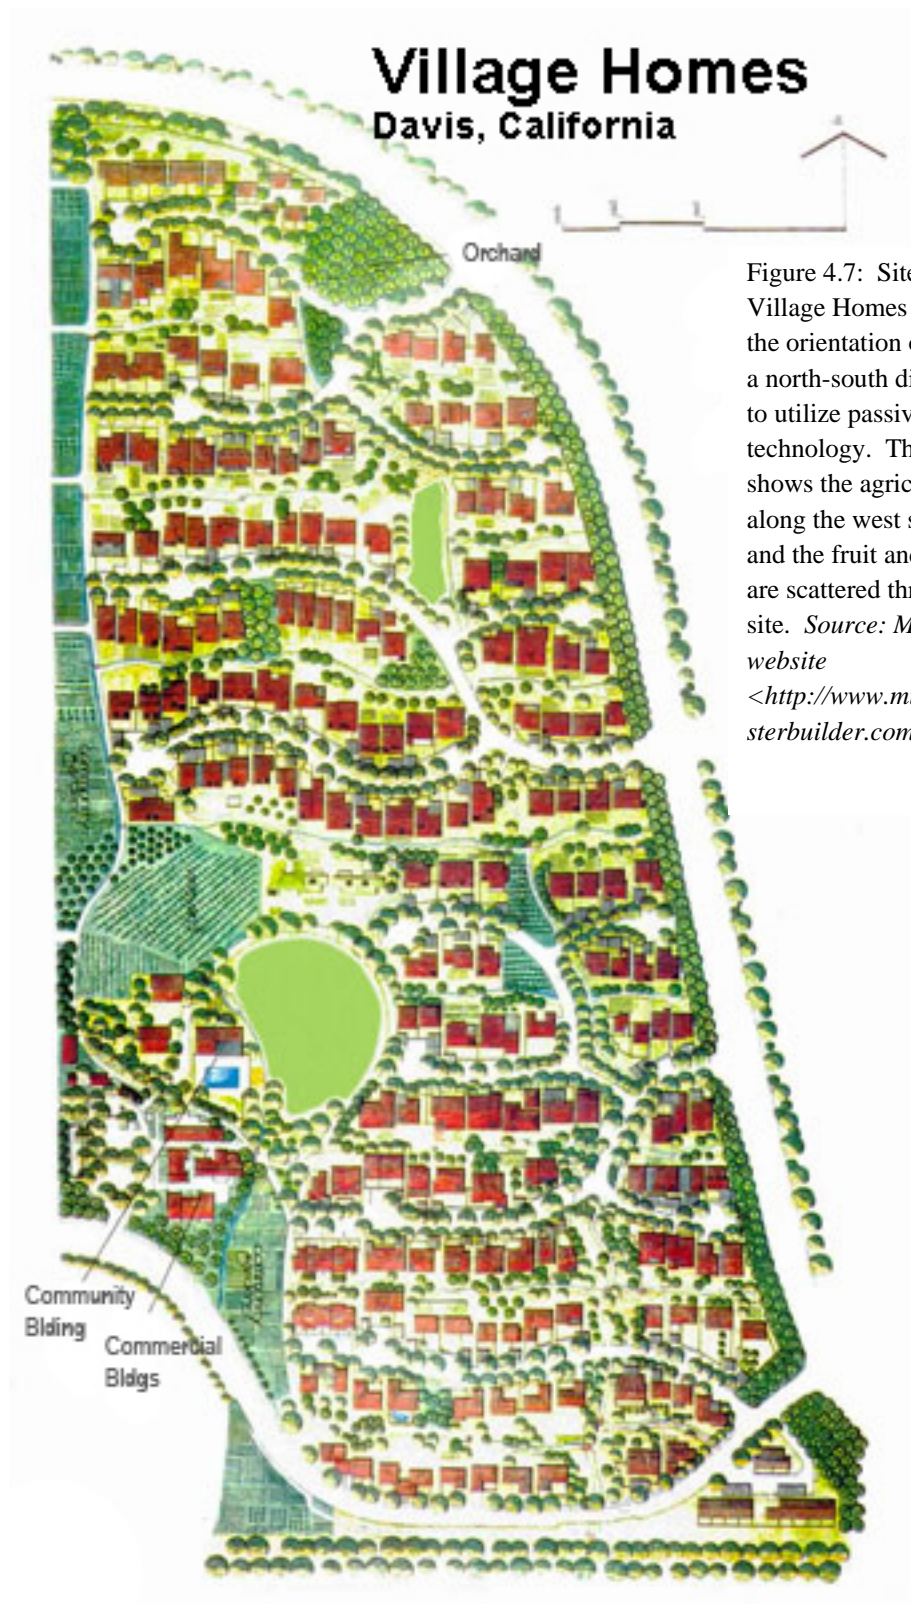 Village Homes
Davis, California
Orchard
Figure 4.7: Site
Village Homes
the orientation
a north-south di
to utilize passiv
technology. Th
shows the agric
along the west s
and the fruit and
are scattered thr
site. Source: M
website
<http://www.m
sterbuilder.com
Community
Blding
Commercial
Bldgs